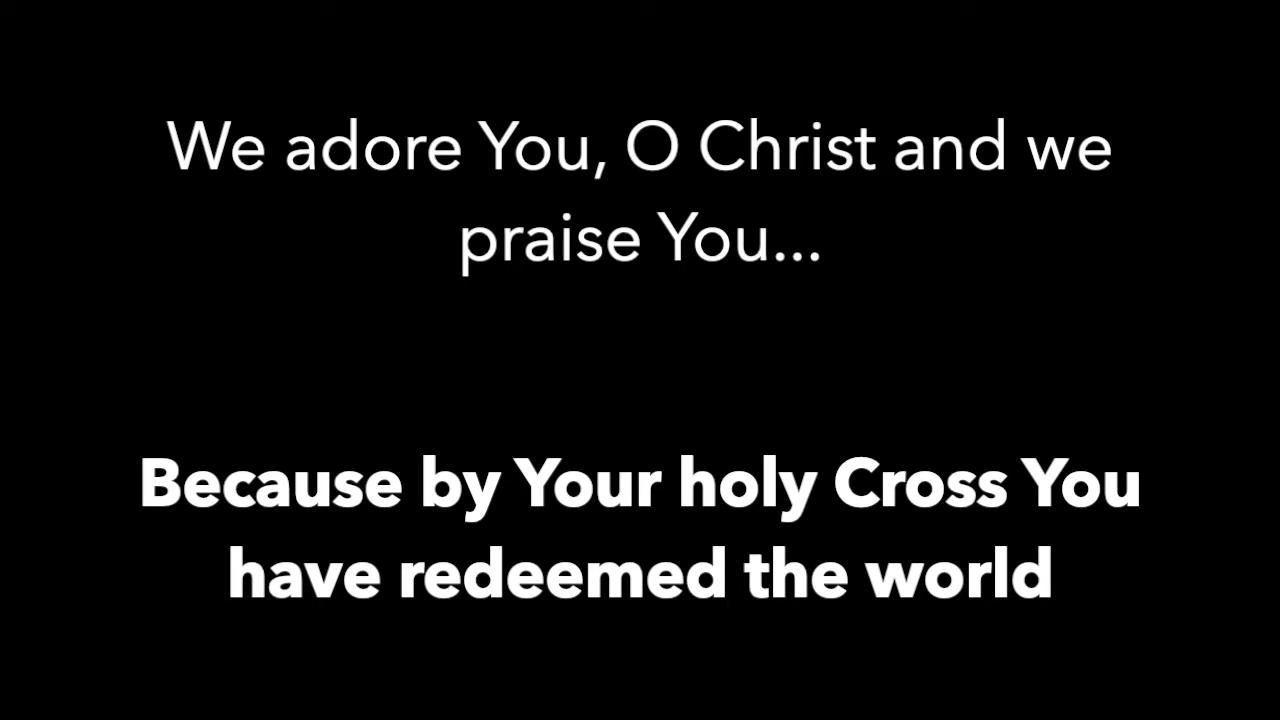 We adore You, O Christ and we
praise You...
Because by Your holy Cross You
have redeemed the world